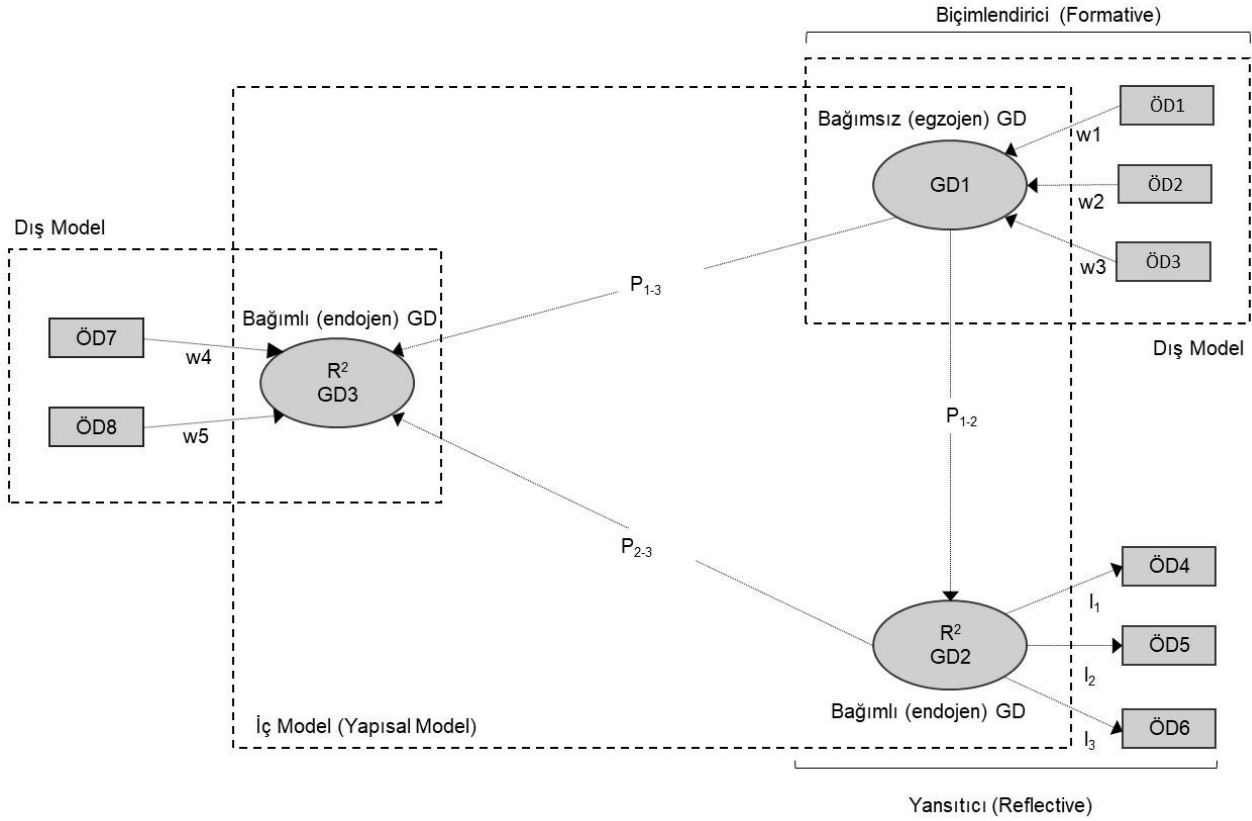 Biçimlendirici (Formative)
Bağımsız (egzojen) GD
ÖD1
w1
GD1
ÖD2
w2
ÖD3
w3
Dış Model
Dış Model
P1-3
Bağımlı (endojen) GD
ÖD7
w4
R²
GD3
ÖD8
w5
P1-2
P2-3
ÖD4
l1
R²
GD2
ÖD5
l2
Bağımlı (endojen) GD
ÖD6
l3
İç Model (Yapısal Model)
Yansıtıcı (Reflective)